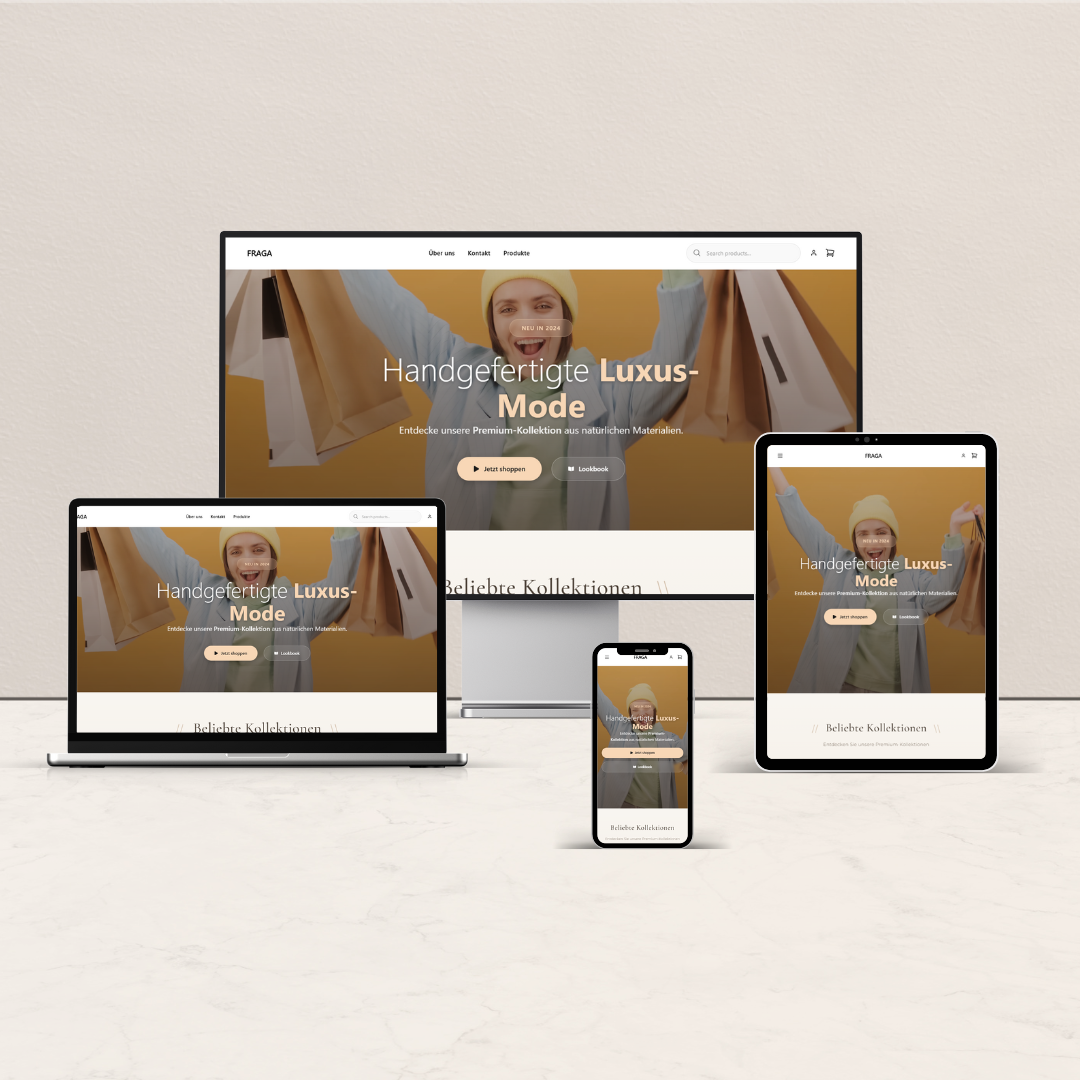 FRAGA
Über uns Kontakt Produkte
Search products...
NEU IN 2024
Handgefertigte Luxus-
Mode
Entdecke unsere Premium-Kollektion aus natürlichen Materialien.
Jetzt shoppen Lookbook
Beliebte Kollektionen \\
AGA
Über uns Kontakt Produkte
Search products...
NEU IN 2024
Handgefertigte Luxus-
Mode
Entdecke unsere Premium-Kollektion aus natürlichen Materialien.
Jetzt shoppen Lookbook
// Beliebte Kollektionen \\
FRAGA
NEU IN 2024
Handgefertigte Luxus-
Mode
Entdecke unsere Premium-Kollektion aus natürlichen Materialien.
Jetzt shoppen Lookbook
// Beliebte Kollektionen \\
Entdecken Sie unsere Premium-Kollektionen
FRAGA
Handgefertigte Luxus-
Mode
Entdecke unsere Premium-
Kollektion aus natürlichen Materialien.
Jetzt shoppen
Lookbook
Beliebte Kollektionen